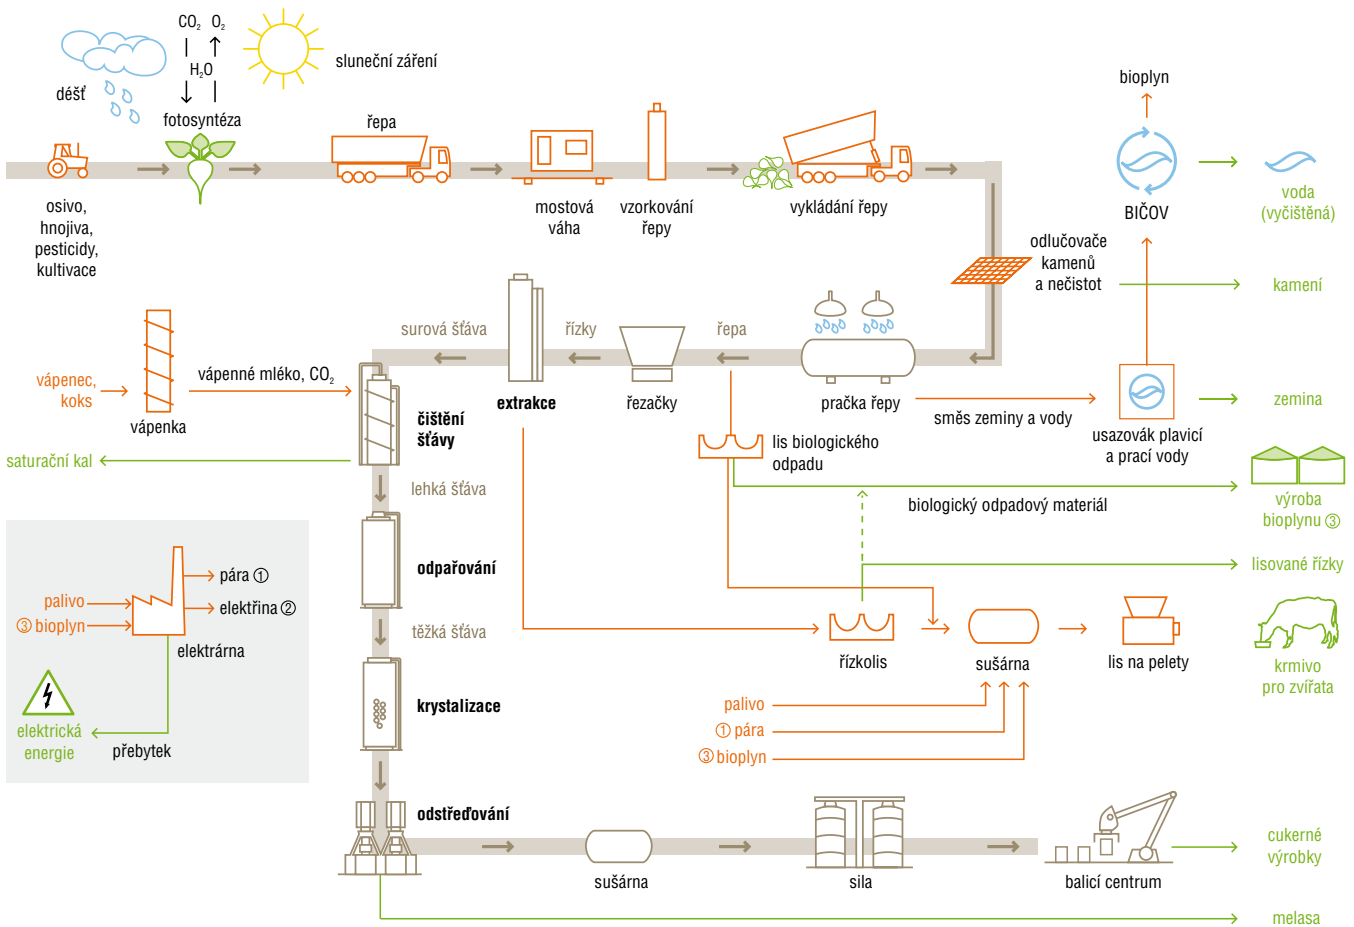 CO₂ O₂
H₂O
sluneční záření
déšť
fotosyntéza
řepa
bioplyn
osivo,
hnojiva,
pesticidy,
kultivace
mostová
váha
vzorkování
řepy
vykládání řepy
BIČOV
voda
(vyčištěná)
odlučovače
kamenů
a nečistot
kamení
surová šťáva
řízky
řepa
vápenec,
koks
vápenné mléko, CO₂
vápenka
čištění
šťávy
extrakce
řezačky
pračka řepy
směs zeminy a vody
usazovák plavicí
a prací vody
zemina
saturační kal
lis biologického
odpadu
lehká šťáva
biologický odpadový materiál
výroba
bioplynu ③
odpařování
lisované řízky
pára ①
palivo
elektřina ②
③ bioplyn
elektrárna
těžká šťáva
řízkolis
sušárna
lis na pelety
krmivo
pro zvířata
krystalizace
palivo
① pára
③ bioplyn
elektrická
energie
přebytek
odstřeďování
sušárna
sila
balicí centrum
cukerné
výrobky
melasa